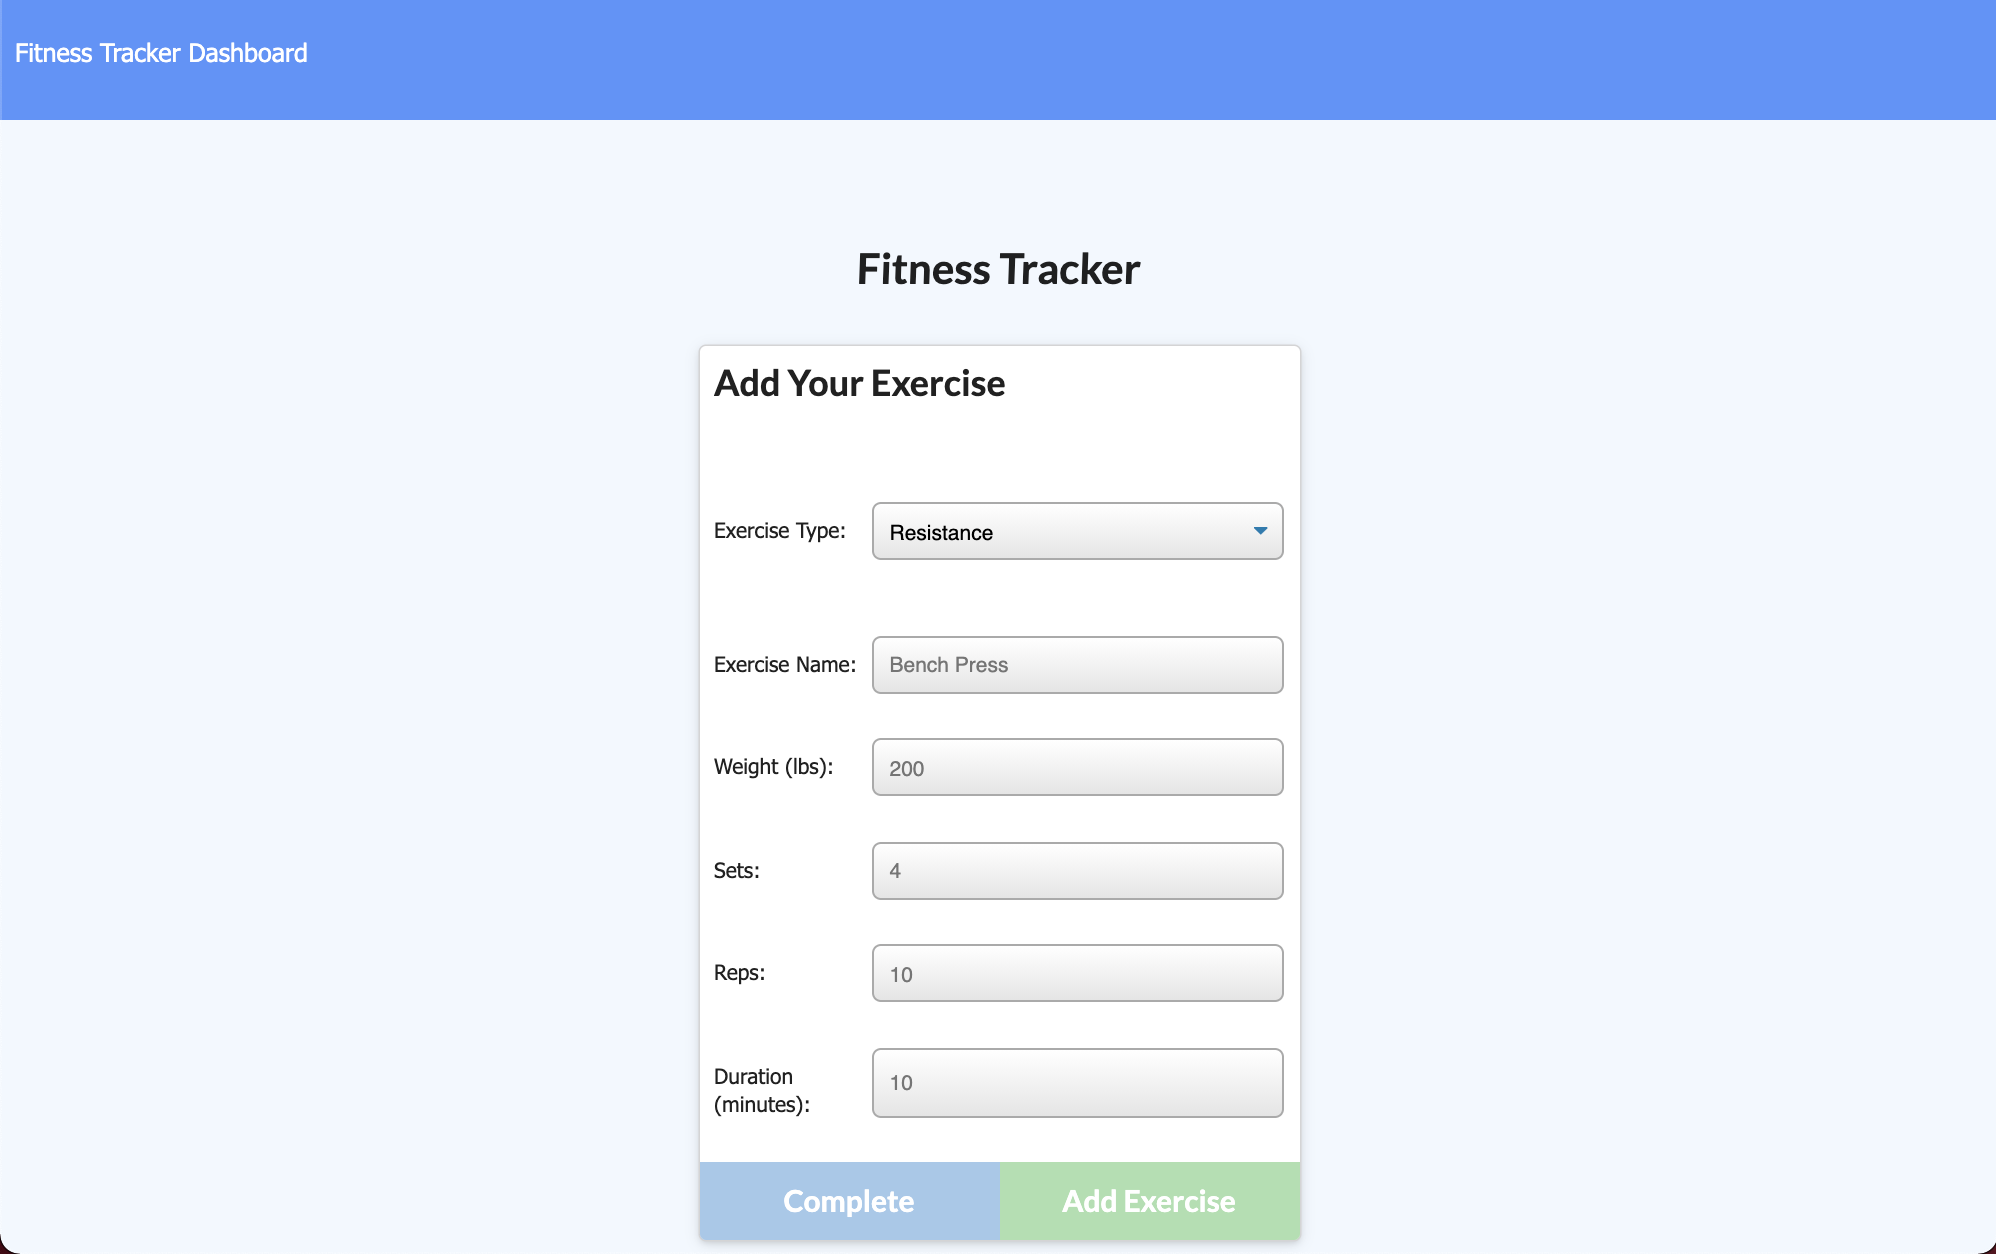 Fitness Tracker Dashboard
Fitness Tracker
Add Your Exercise
Exercise Type: Resistance
Exercise Name: Bench Press
Weight (lbs): 200
Sets: 4
Reps: 10
Duration
(minutes): 10
Complete Add Exercise